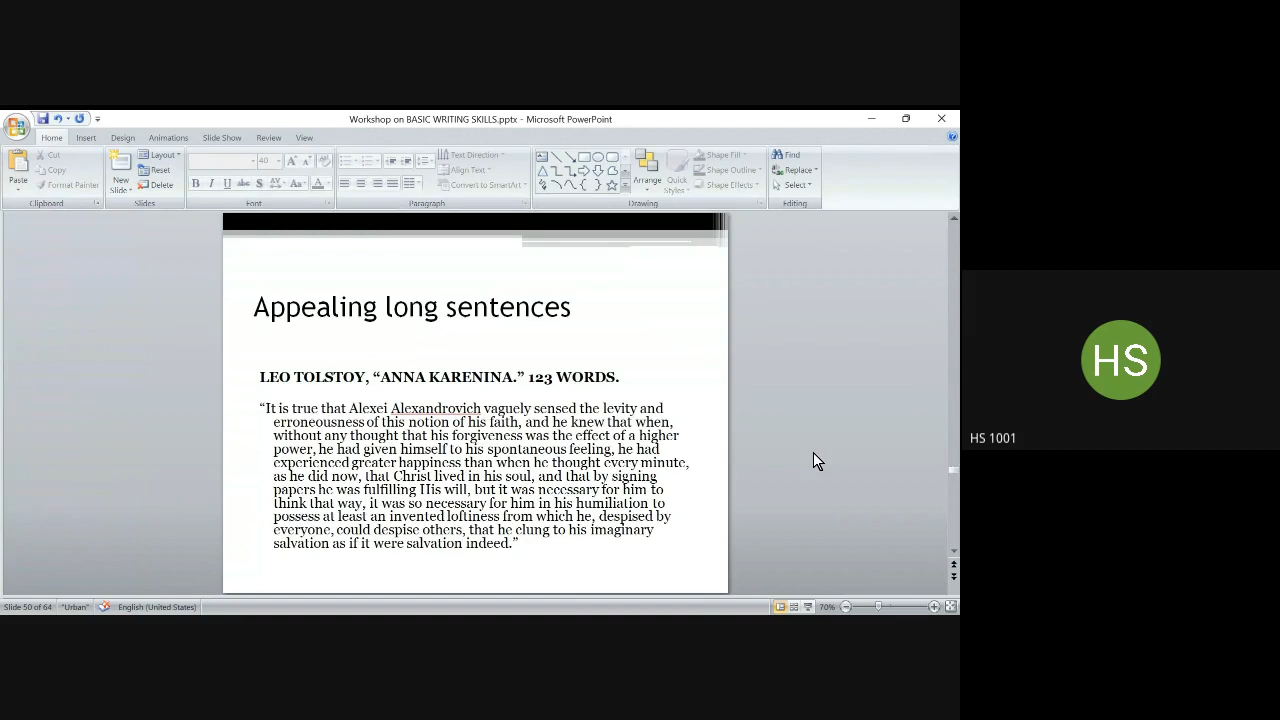 Workshop on BASIC WRITING SKILLS.pptx - Microsoft PowerPoint
Home Insert Design Slide Show Animations Review View
Cut
Copy
Format Painter
Paste
Clipboard
New Slide
Layout
Reset
Delete
Slides
40
B I U abc S AV Aa A
Font
Text Direction
Align Text
Convert to SmartArt
Paragraph
Arrange
Quick Styles
Shape Fill
Shape Outline
Shape Effects
Drawing
Find
Replace
Select
Editing
Appealing long sentences
LEO TOLSTOY, “ANNA KARENINA.” 123 WORDS.
“It is true that Alexei Alexandrovich vaguely sensed the levity and
erroneousness of this notion of his faith, and he knew that when,
without any thought that his forgiveness was the effect of a higher
power, he had given himself to his spontaneous feeling, he had
experienced greater happiness than when he thought every minute,
as he did now, that Christ lived in his soul, and that by signing
papers he was fulfilling His will, but it was necessary for him to
think that way, it was so necessary for him in his humiliation to
possess at least an invented loftiness from which he, despised by
everyone, could despise others, that he clung to his imaginary
salvation as if it were salvation indeed.”
HS
HS 1001
Slide 50 of 64 "Urban" English (United States) 70%